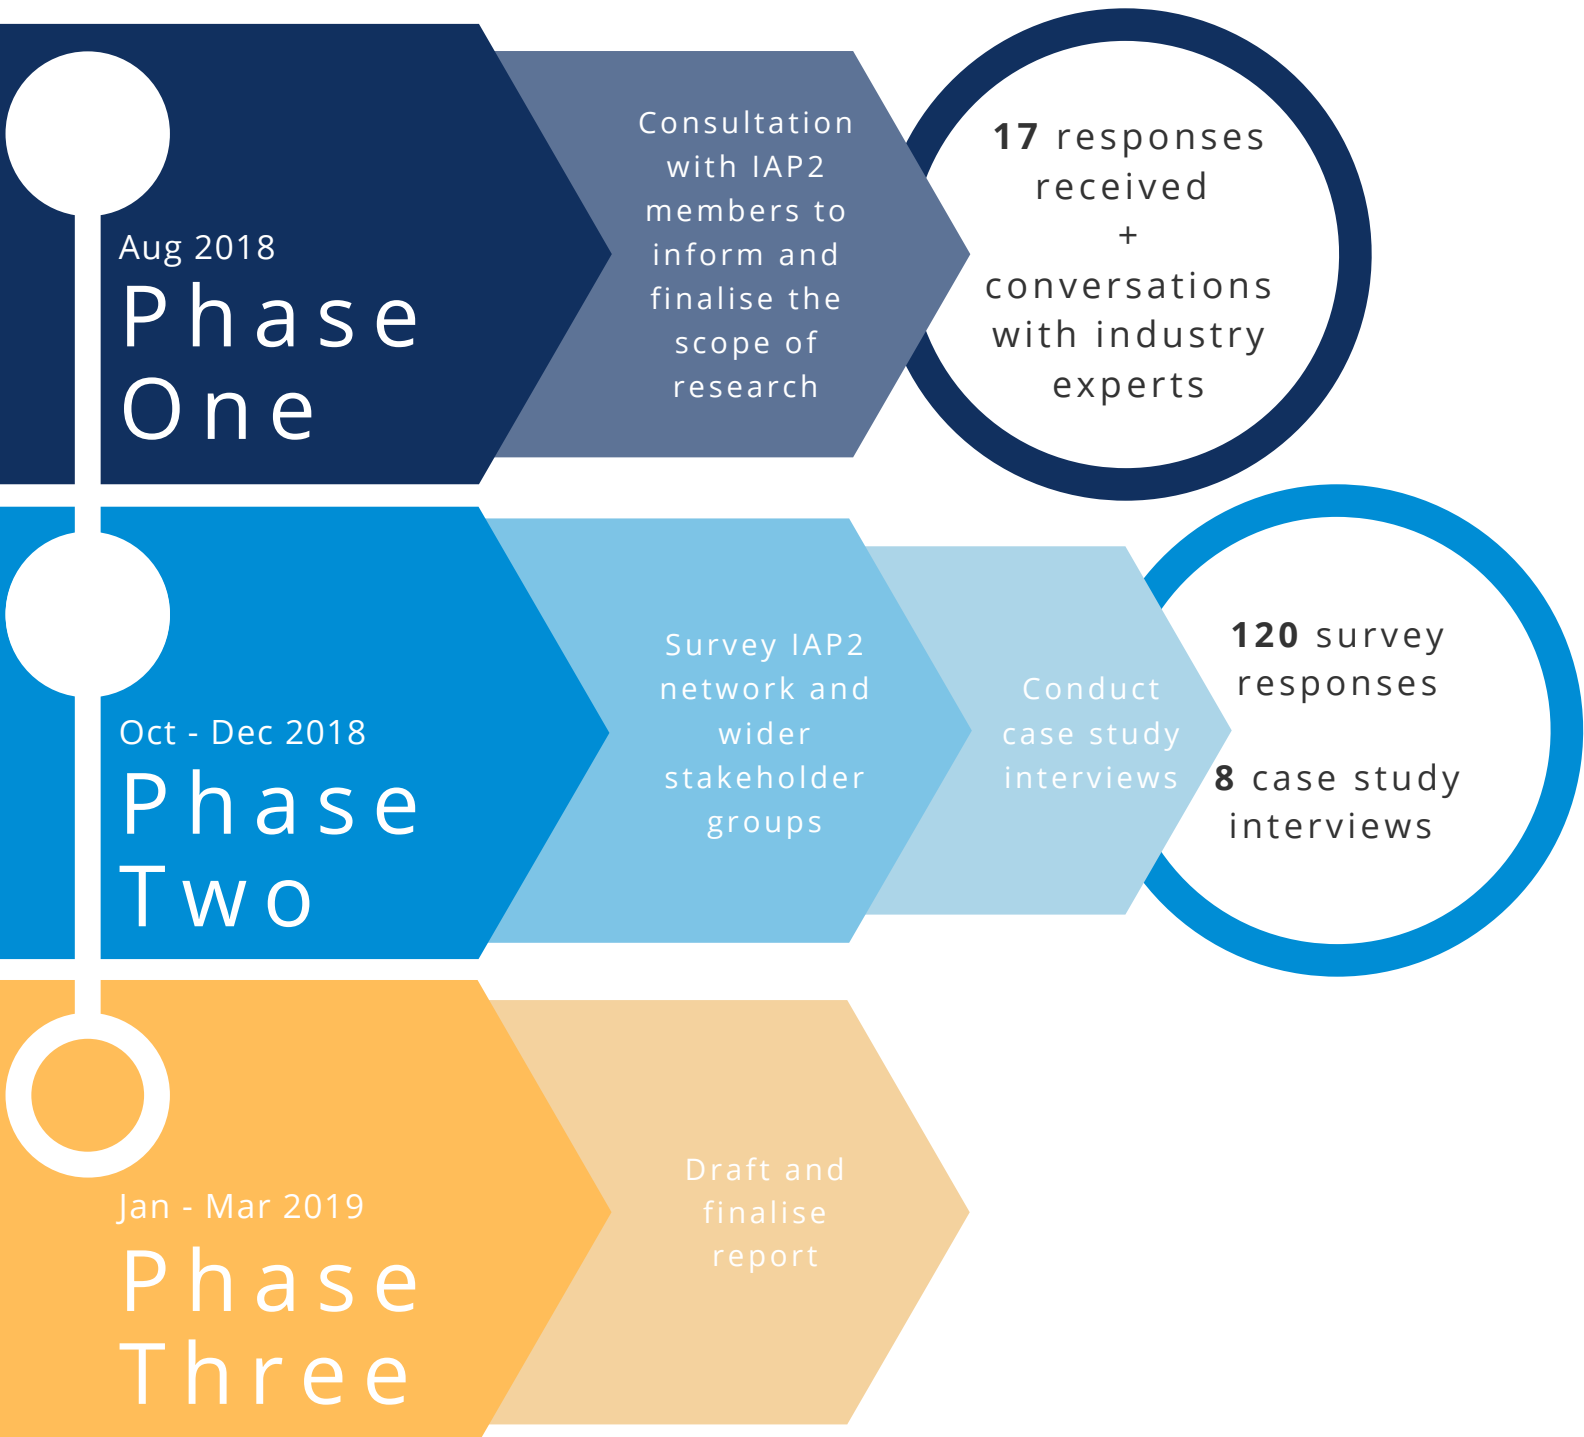 Aug 2018
Phase
One
Consultation
with IAP2
members to
inform and
finalise the
scope of
research
17 responses
received
+
conversations
with industry
experts
Oct - Dec 2018
Phase
Two
Survey IAP2
network and
wider
stakeholder
groups
Conduct
case study
interviews
120 survey
responses
8 case study
interviews
Jan - Mar 2019
Phase
Three
Draft and
finalise
report